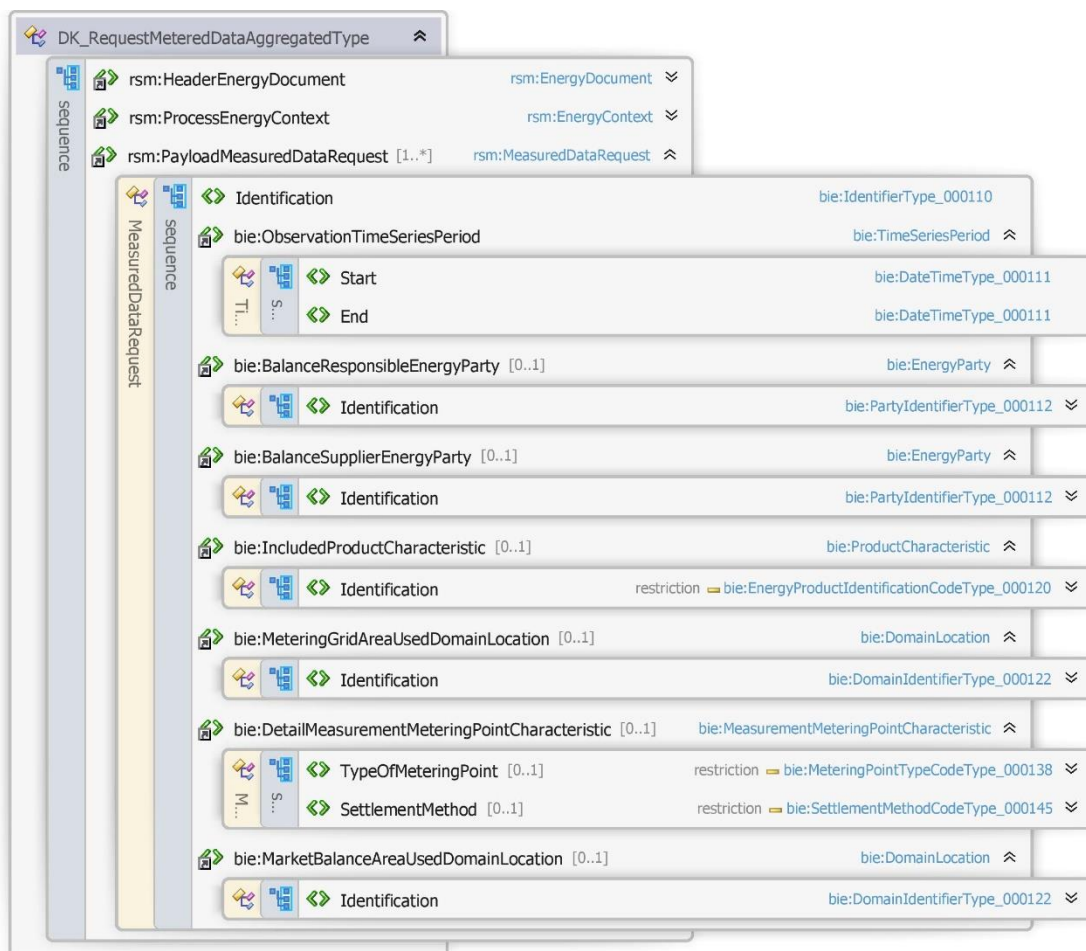 DK_RequestMeteredDataAggregatedType
sequence
rsm:HeaderEnergyDocument rsm:EnergyDocument
rsm:ProcessEnergyContext rsm:EnergyContext
rsm:PayloadMeasuredDataRequest [1..*] rsm:MeasuredDataRequest
MeasuredDataRequest
sequence
Identification bie:IdentifierType_000110
bie:ObservationTimeSeriesPeriod bie:TimeSeriesPeriod
Ti...
S...
Start bie:DateTimeType_000111
End bie:DateTimeType_000111
bie:BalanceResponsibleEnergyParty [0..1] bie:EnergyParty
Identification bie:PartyIdentifierType_000112
bie:BalanceSupplierEnergyParty [0..1] bie:EnergyParty
Identification bie:PartyIdentifierType_000112
bie:IncludedProductCharacteristic [0..1] bie:ProductCharacteristic
Identification restriction bie:EnergyProductIdentificationCodeType_000120
bie:MeteringGridAreaUsedDomainLocation [0..1] bie:DomainLocation
Identification bie:DomainIdentifierType_000122
bie:DetailMeasurementMeteringPointCharacteristic [0..1] bie:MeasurementMeteringPointCharacteristic
M...
S...
TypeOfMeteringPoint [0..1] restriction bie:MeteringPointTypeCodeType_000138
SettlementMethod [0..1] restriction bie:SettlementMethodCodeType_000145
bie:MarketBalanceAreaUsedDomainLocation [0..1] bie:DomainLocation
Identification bie:DomainIdentifierType_000122